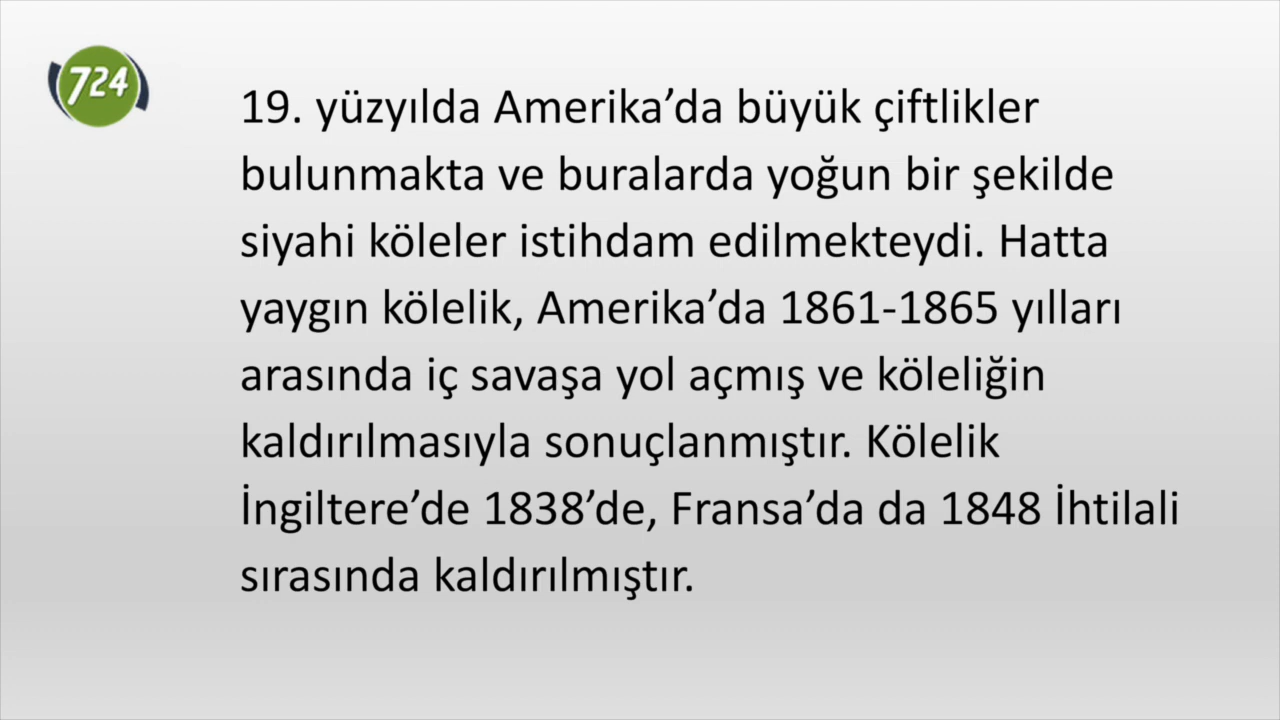 724
19. yüzyılda Amerika’da büyük çiftlikler
bulunmakta ve buralarda yoğun bir şekilde
siyahi köleler istihdam edilmekteydi. Hatta
yaygın kölelik, Amerika’da 1861-1865 yılları
arasında iç savaşa yol açmış ve köleliğin
kaldırılmasıyla sonuçlanmıştır. Kölelik
İngiltere’de 1838’de, Fransa’da da 1848 İhtilali
sırasında kaldırılmıştır.